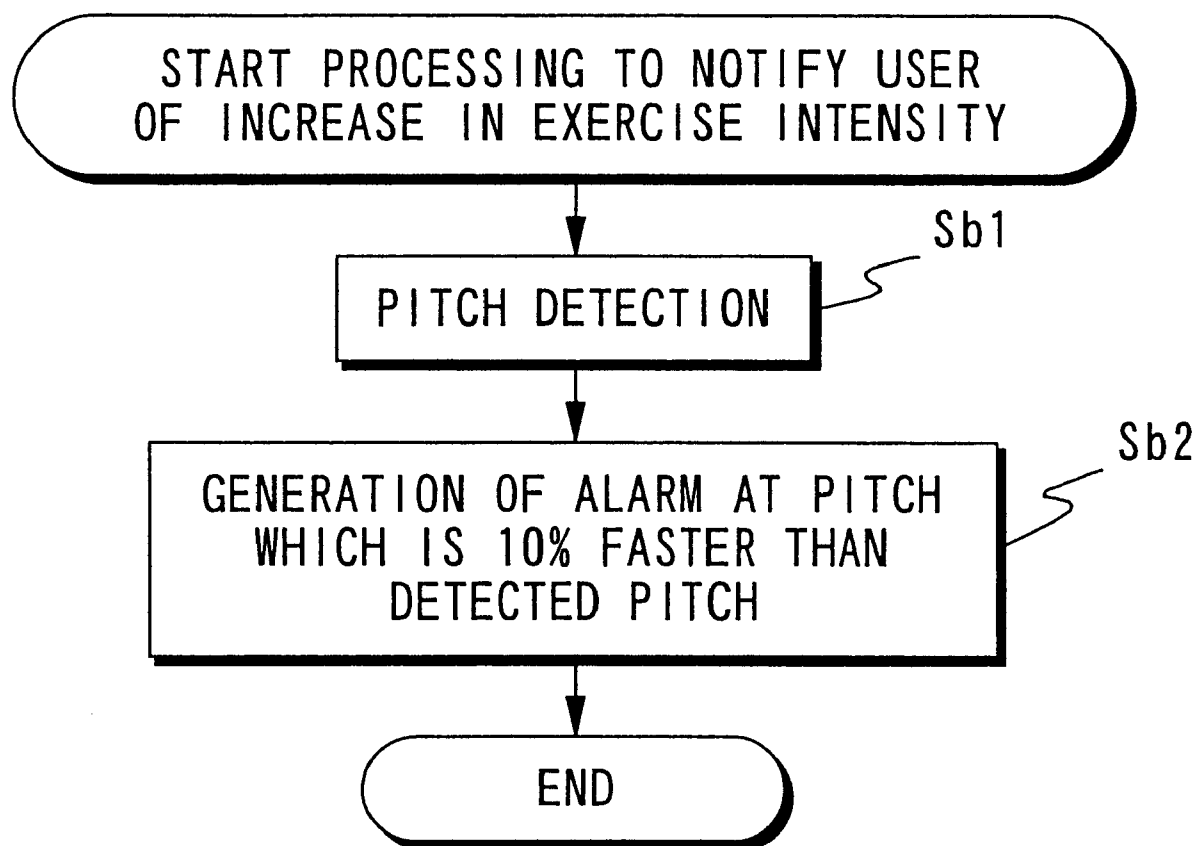 START PROCESSING TO NOTIFY USER
OF INCREASE IN EXERCISE INTENSITY
Sb1
PITCH DETECTION
Sb2
GENERATION OF ALARM AT PITCH
WHICH IS 10% FASTER THAN
DETECTED PITCH
END